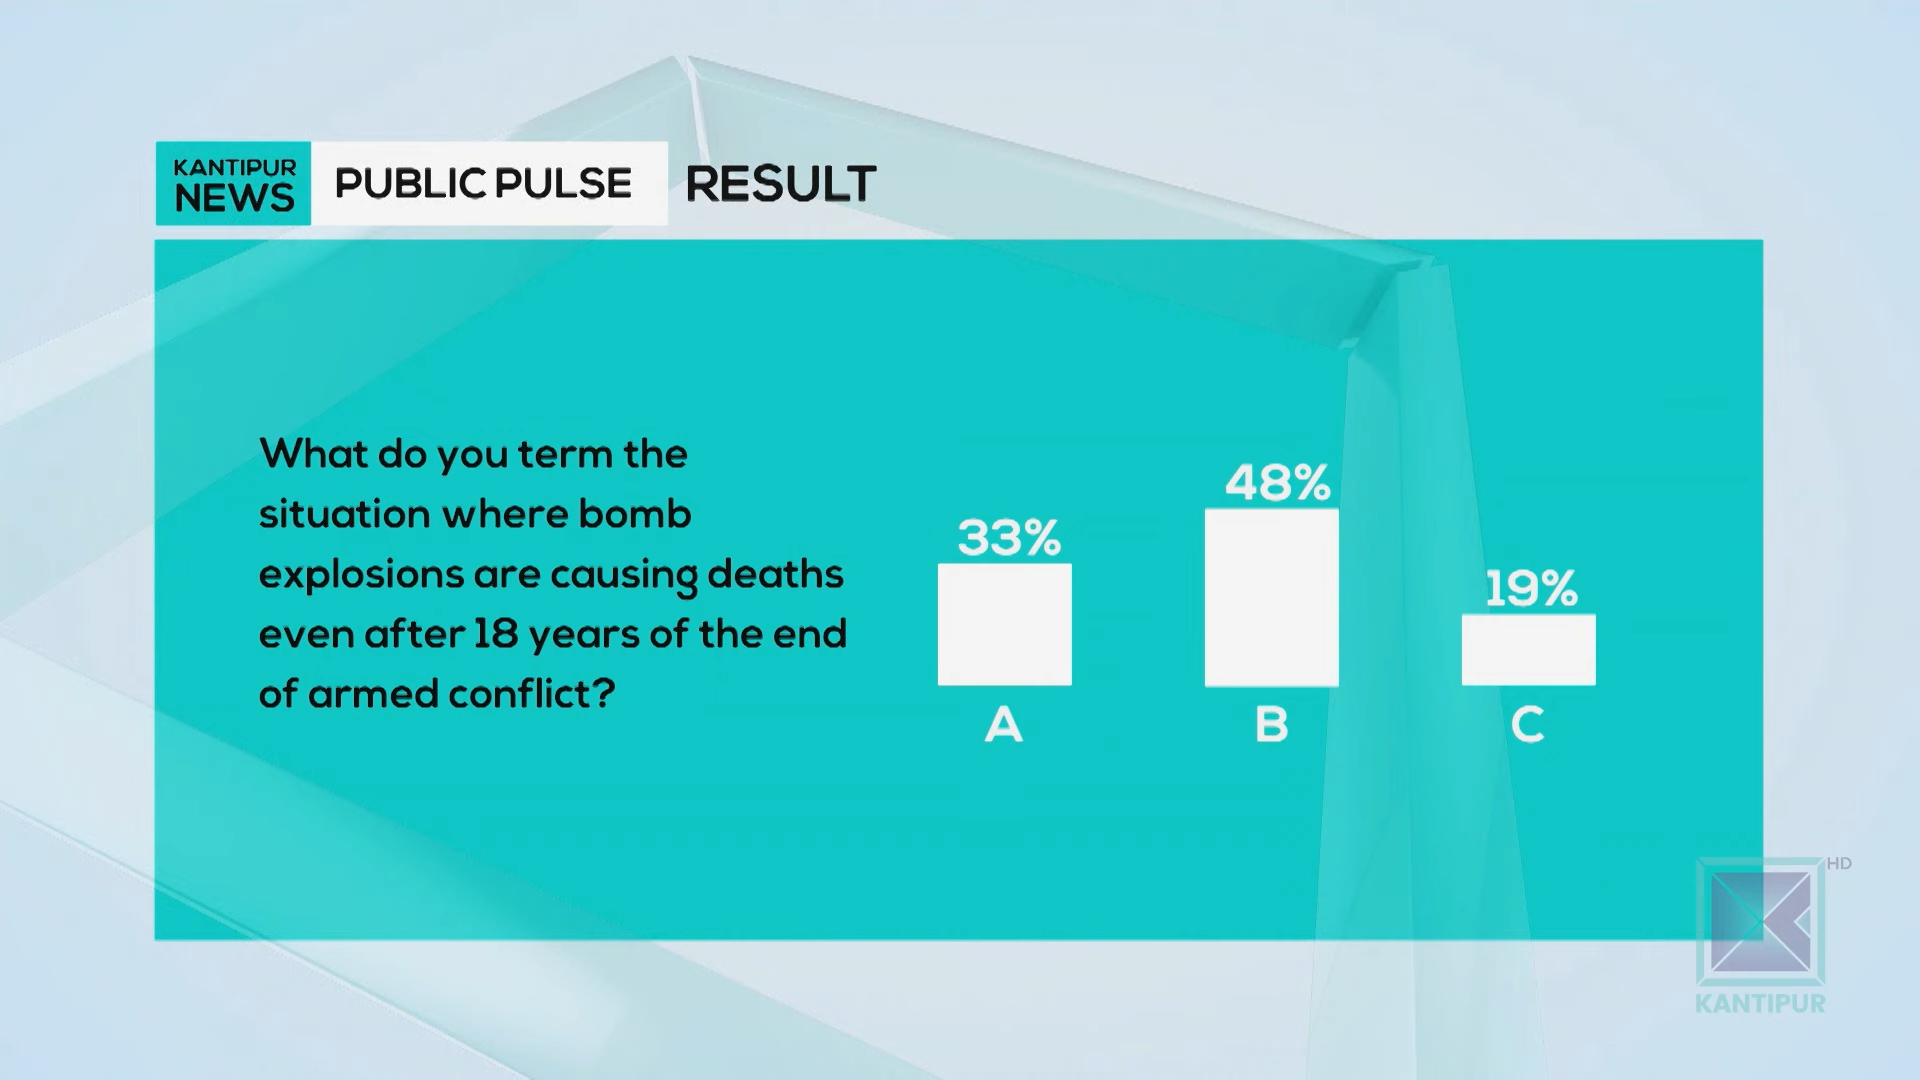 KANTIPUR
NEWS
PUBLIC PULSE
RESULT
What do you term the
situation where bomb
explosions are causing deaths
even after 18 years of the end
of armed conflict?
33%
48%
19%
A
B
C
HD
KANTIPUR